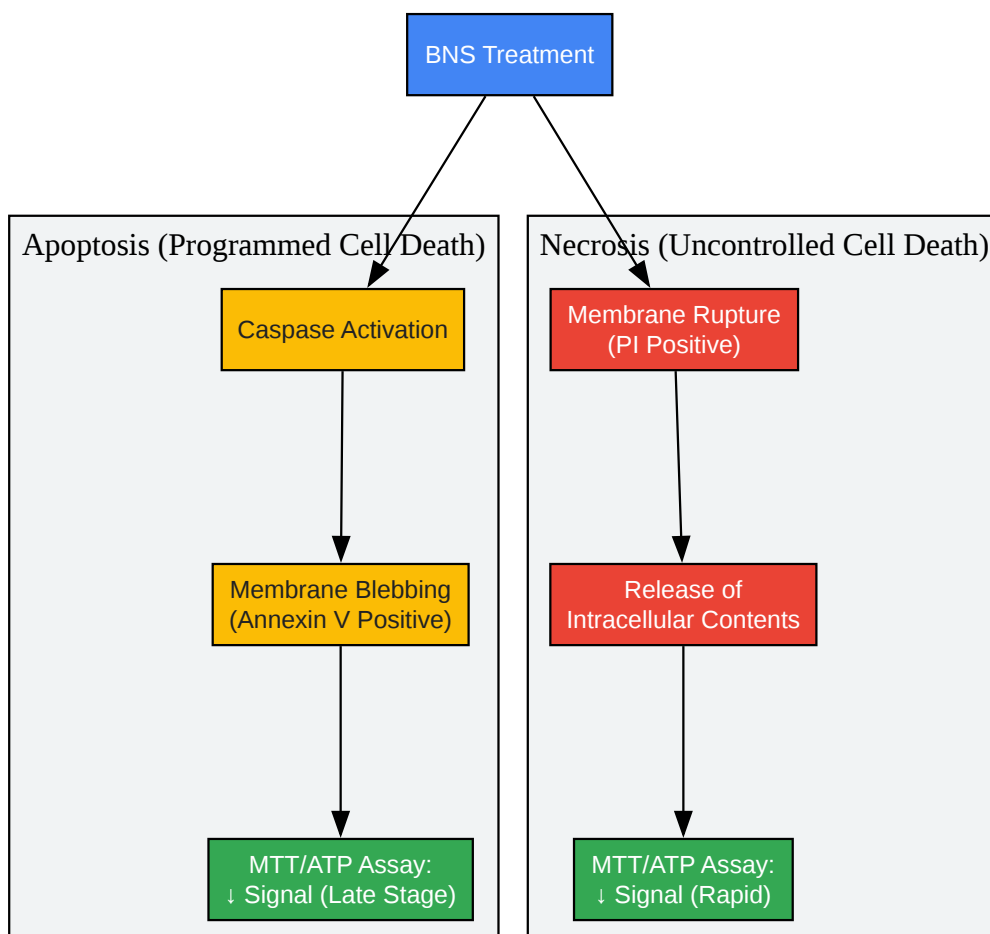 BNS Treatment
Apoptosis (Programmed Cell Death)
Caspase Activation
Membrane Blebbing
(Annexin V Positive)
MTT/ATP Assay:
↓ Signal (Late Stage)
Necrosis (Uncontrolled Cell Death)
Membrane Rupture
(PI Positive)
Release of
Intracellular Contents
MTT/ATP Assay:
↓ Signal (Rapid)